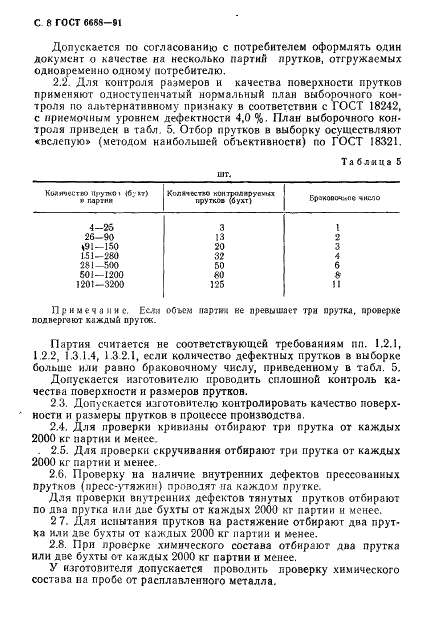 С. 8 ГОСТ 6688—91
Допускается по согласованию с потребителем оформлять один
документ о качестве на несколько партий прутков, отгружаемых
одновременно одному потребителю.
2.2. Для контроля размеров и качества поверхности прутков
применяют одноступенчатый нормальный план выборочного кон-
троля по альтернативному признаку в соответствии с ГОСТ 18242,
с приемочным уровнем дефектности 4,0 %. План выборочного кон-
троля приведен в табл. 5. Отбор прутков в выборку осуществляют
«вслепую» (методом наибольшей объективности) по ГОСТ 18321.
Таблица 5
шт.
Количество прутков (бухт) в партии | Количество контролируемых прутков (бухт) | Браковочное число
4—25 3 1
26—90 13 2
91—150 20 3
151—280 32 4
281—500 50 6
501—1200 80 8
1201—3200 125 11
Примечание. Если объем партии не превышает три прутка, проверке
подвергают каждый пруток.
Партия считается не соответствующей требованиям пп. 1.2.1,
1.2.2, 1.3.1.4, 1.3.2.1, если количество дефектных прутков в выборке
больше или равно браковочному числу, приведенному в табл. 5.
Допускается изготовителю проводить сплошной контроль ка-
чества поверхности и размеров прутков.
2.3. Допускается изготовителю контролировать качество поверх-
ности и размеры прутков в процессе производства.
2.4. Для проверки кривизны отбирают три прутка от каждых
2000 кг партии и менее.
2.5. Для проверки скручивания отбирают три прутка от каждых
2000 кг партии и менее.
2.6. Проверку на наличие внутренних дефектов прессованных
прутков (пресс-утяжин) проводят на каждом прутке.
Для проверки внутренних дефектов тянутых прутков отбирают
по два прутка или две бухты от каждых 2000 кг партии и менее.
2 7. Для испытания прутков на растяжение отбирают два прут-
ка или две бухты от каждых 2000 кг партии и менее.
2.8. При проверке химического состава отбирают два прутка
или две бухты от каждых 2000 кг партии и менее.
У изготовителя допускается проводить проверку химического
состава на пробе от расплавленного металла.